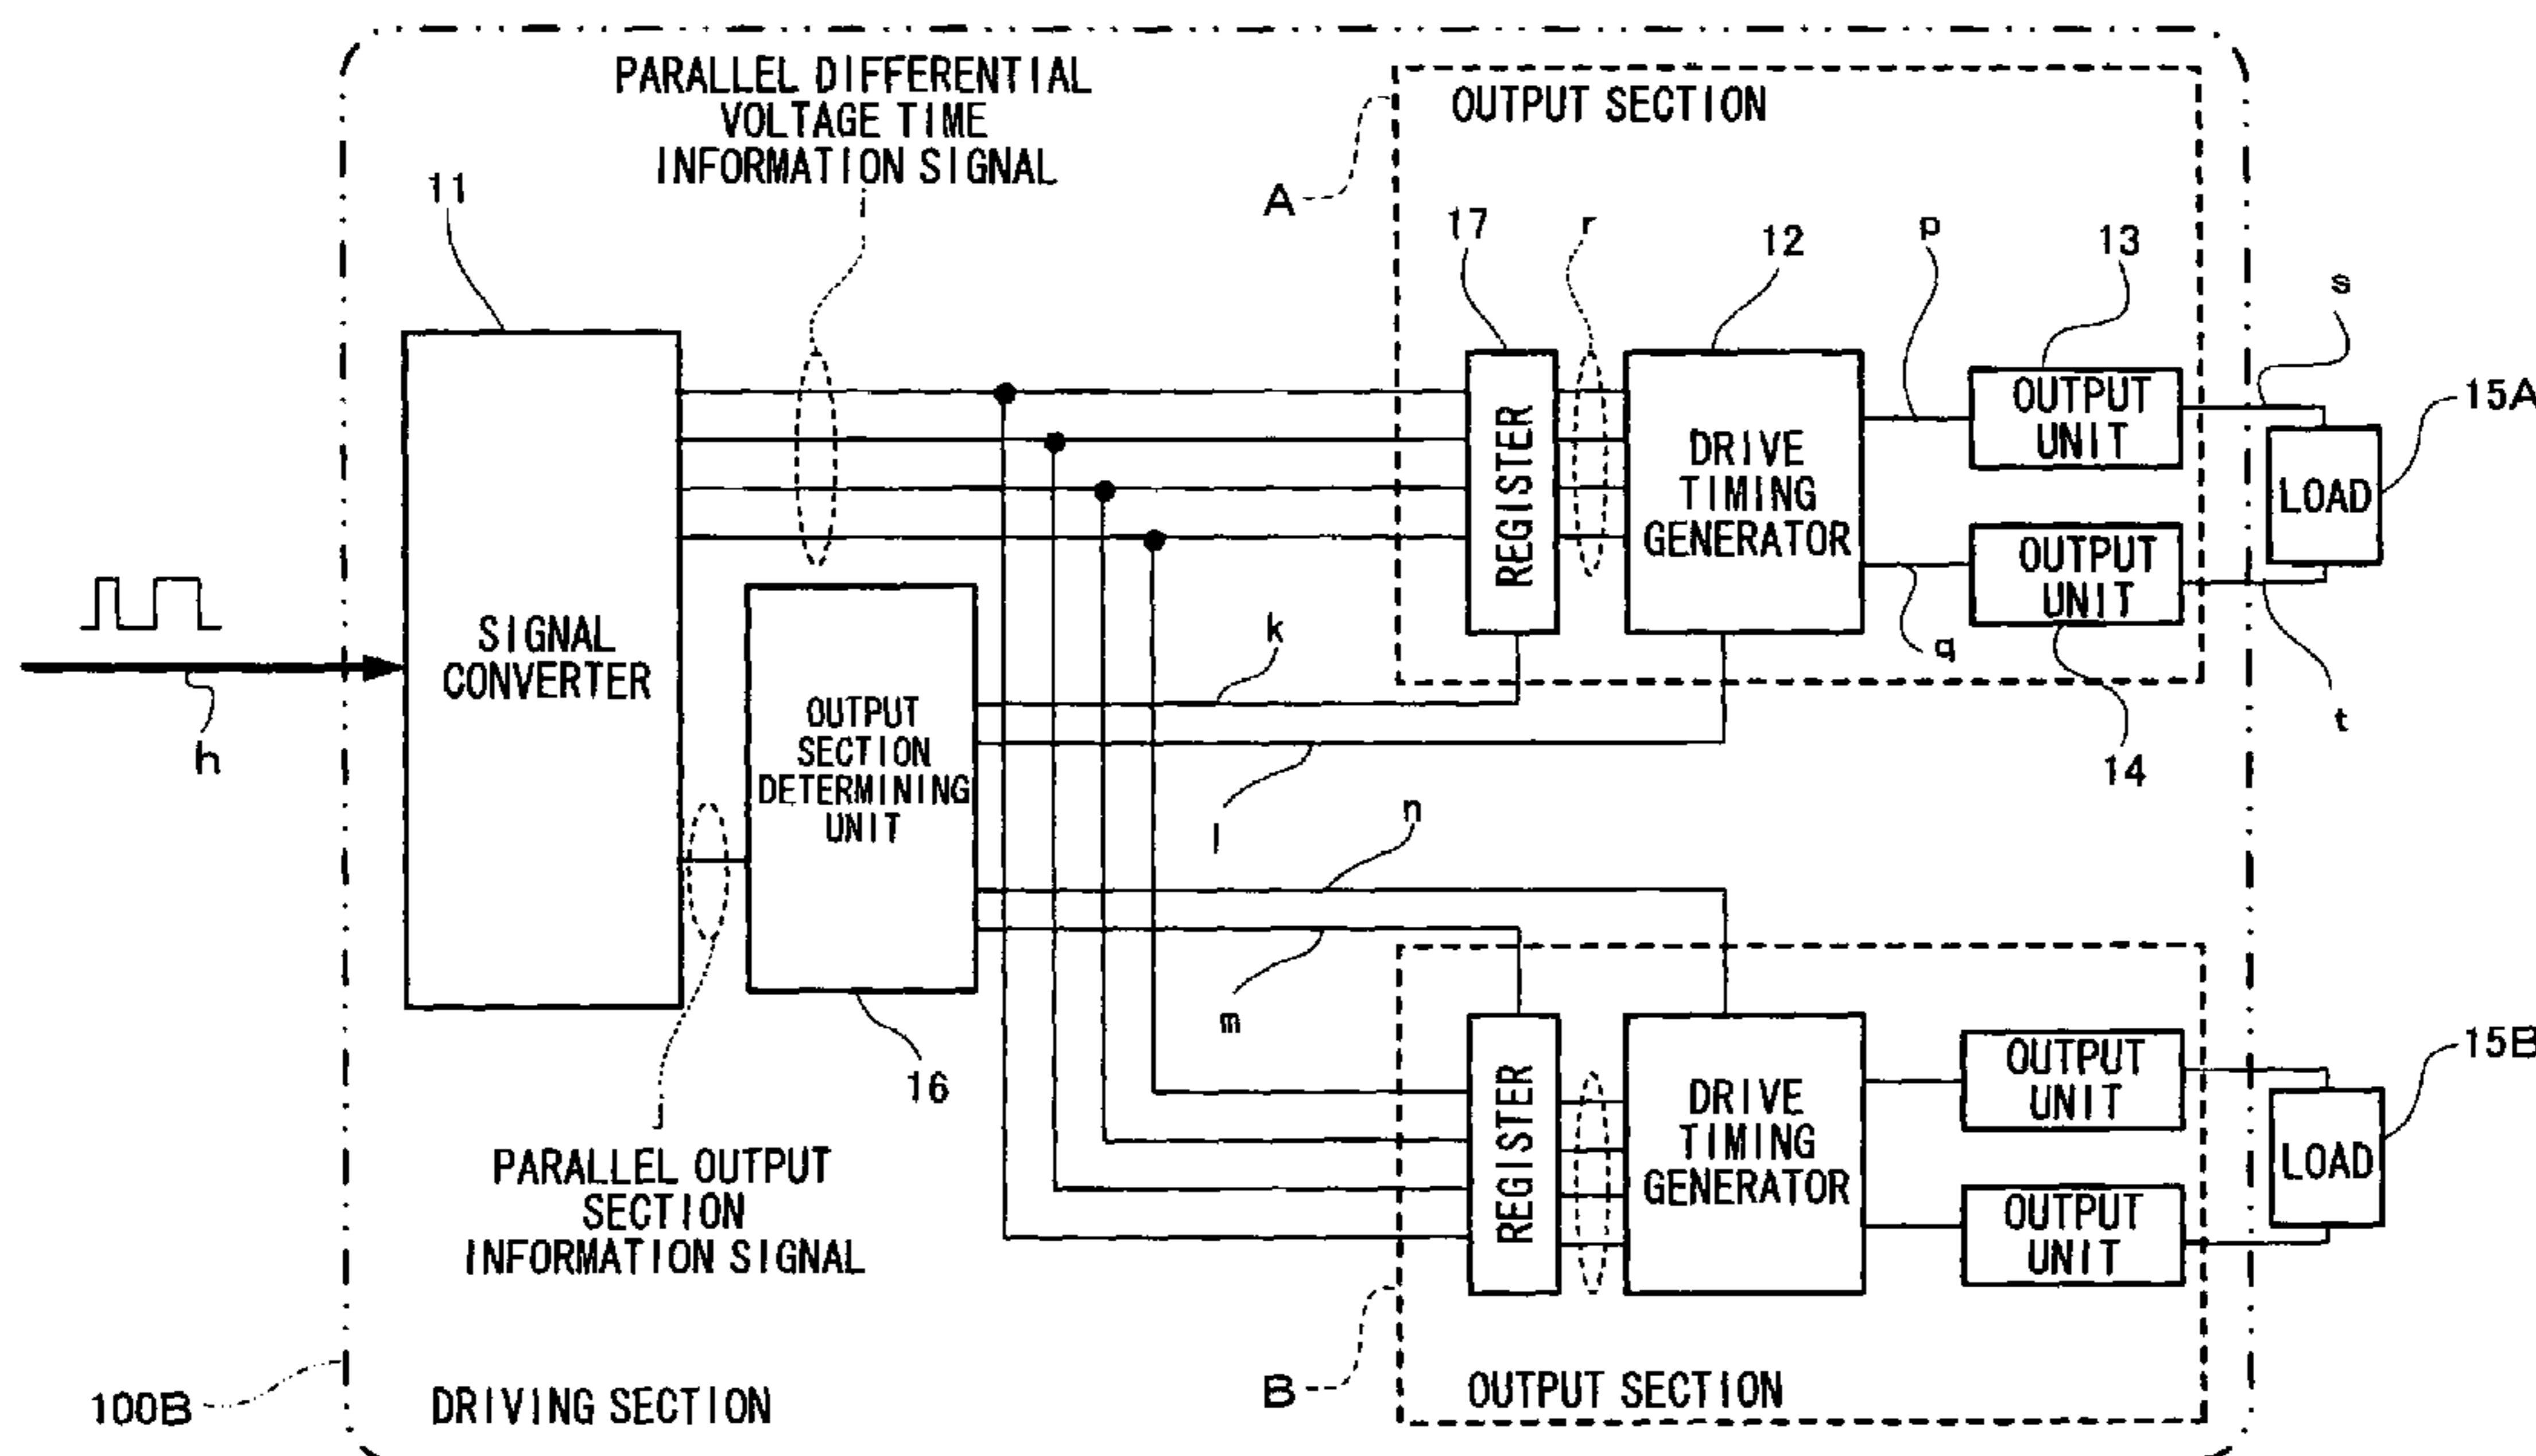 PARALLEL DIFFERENTIAL
VOLTAGE TIME
INFORMATION SIGNAL
OUTPUT SECTION
A
11
17
r
12
p
13
s
15A
REGISTER
DRIVE
TIMING
GENERATOR
OUTPUT
UNIT
OUTPUT
UNIT
LOAD
q
14
t
SIGNAL
CONVERTER
h
OUTPUT
SECTION
DETERMINING
UNIT
k
l
n
m
16
PARALLEL OUTPUT
SECTION
INFORMATION SIGNAL
REGISTER
DRIVE
TIMING
GENERATOR
OUTPUT
UNIT
OUTPUT
UNIT
LOAD
15B
B
OUTPUT SECTION
100B
DRIVING SECTION